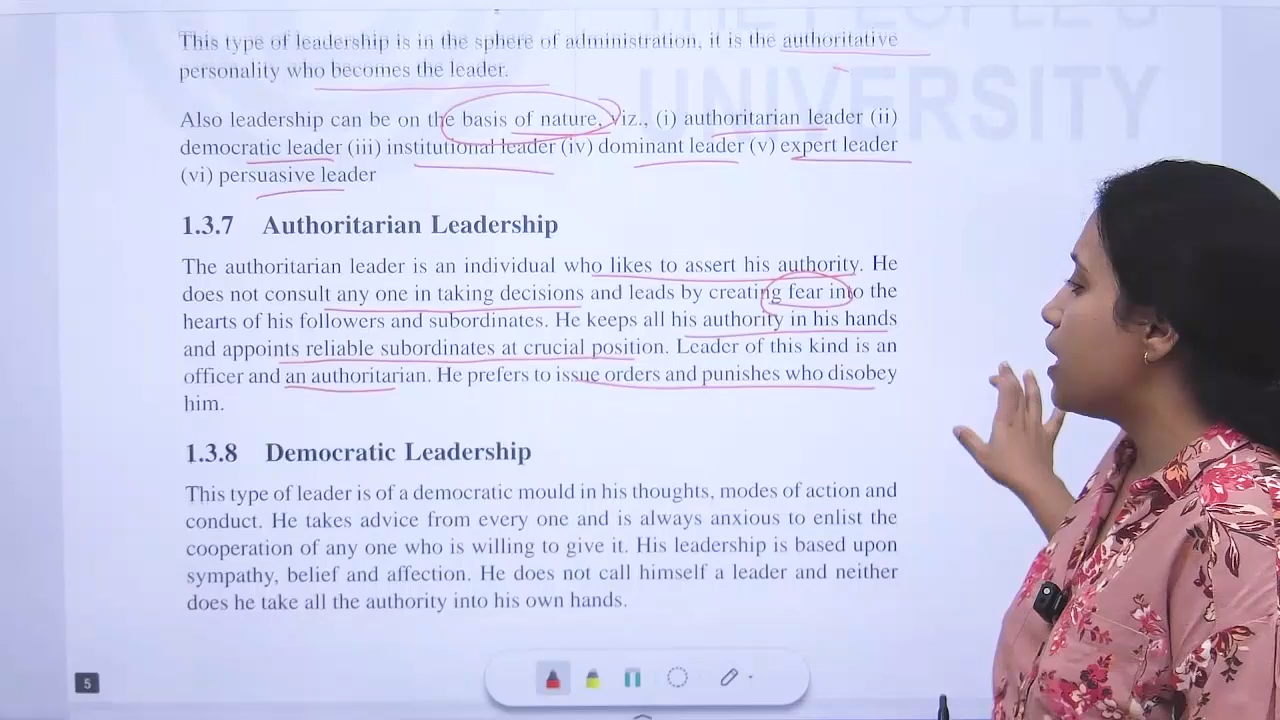 THE PEOPLE'S
UNIVERSITY
This type of leadership is in the sphere of administration, it is the authoritative
personality who becomes the leader.
Also leadership can be on the basis of nature, viz., (i) authoritarian leader (ii)
democratic leader (iii) institutional leader (iv) dominant leader (v) expert leader
(vi) persuasive leader
1.3.7 Authoritarian Leadership
The authoritarian leader is an individual who likes to assert his authority. He
does not consult any one in taking decisions and leads by creating fear into the
hearts of his followers and subordinates. He keeps all his authority in his hands
and appoints reliable subordinates at crucial position. Leader of this kind is an
officer and an authoritarian. He prefers to issue orders and punishes who disobey
him.
1.3.8 Democratic Leadership
This type of leader is of a democratic mould in his thoughts, modes of action and
conduct. He takes advice from every one and is always anxious to enlist the
cooperation of any one who is willing to give it. His leadership is based upon
sympathy, belief and affection. He does not call himself a leader and neither
does he take all the authority into his own hands.
5